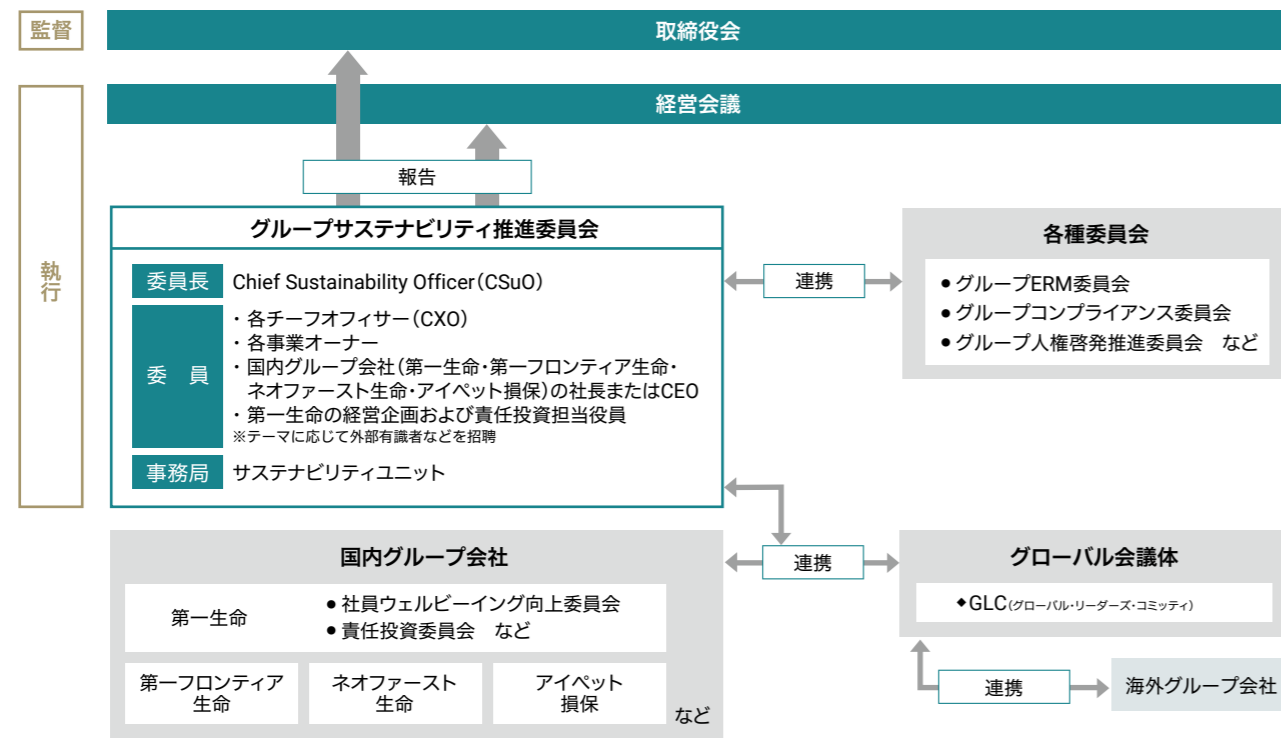 監督
取締役会
執行
経営会議
報告
グループサステナビリティ推進委員会
委員長 Chief Sustainability Officer(CSuO)
委員
・各チーフオフィサー(CXO)
・各事業オーナー
・国内グループ会社(第一生命・第一フロンティア生命・
ネオファースト生命・アイペット損保)の社長またはCEO
・第一生命の経営企画および責任投資担当役員
※テーマに応じて外部有識者などを招聘
事務局 サステナビリティユニット
連携
各種委員会
●グループERM委員会
●グループコンプライアンス委員会
●グループ人権啓発推進委員会 など
国内グループ会社
第一生命
●社員ウェルビーイング向上委員会
●責任投資委員会 など
第一フロンティア
生命
ネオファースト
生命
アイペット
損保
など
連携
グローバル会議体
◆GLC(グローバル・リーダーズ・コミッティ)
連携
海外グループ会社